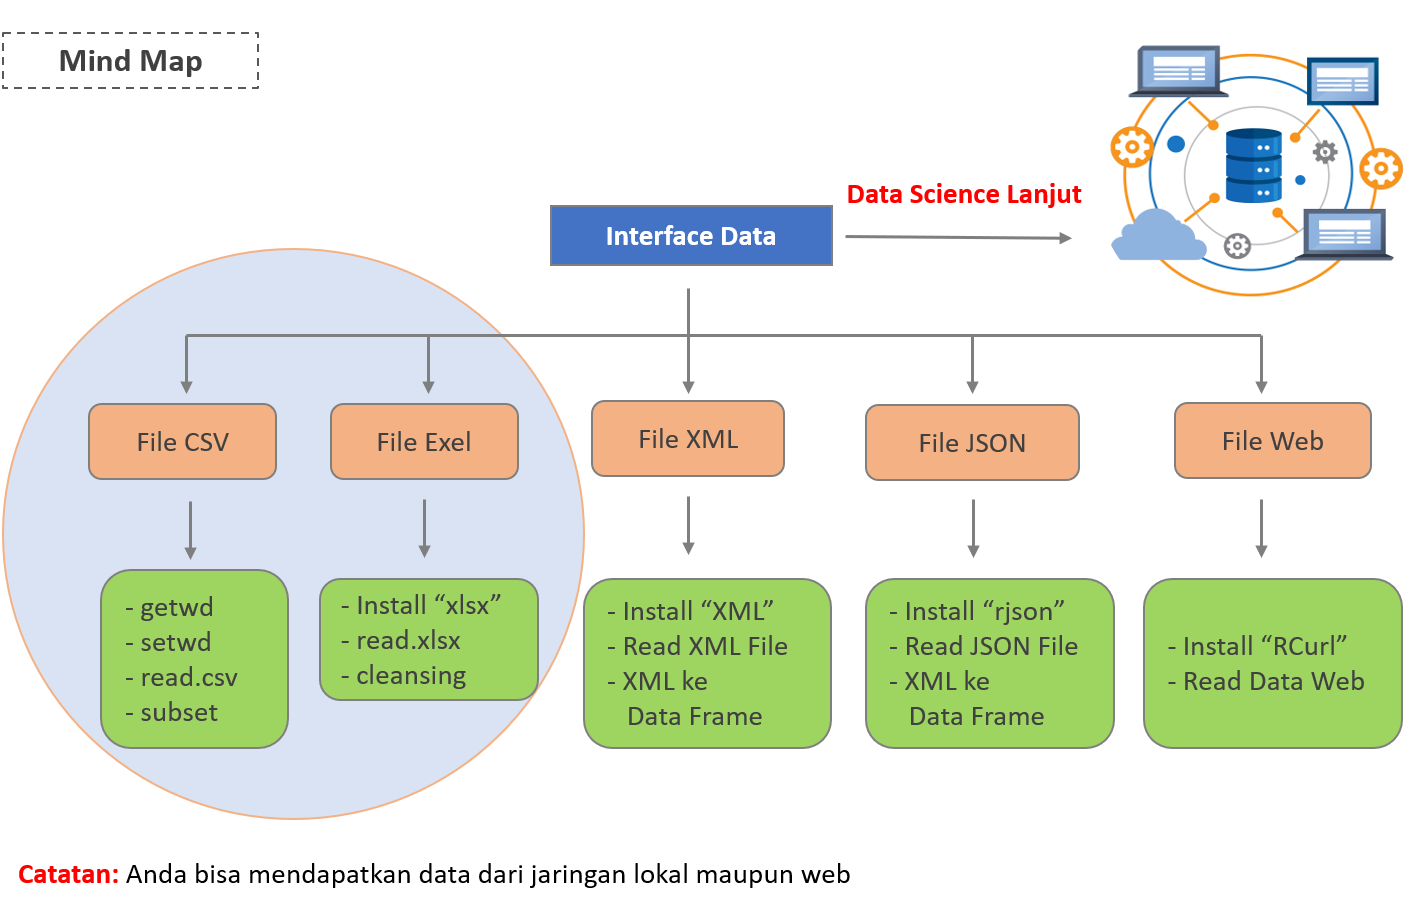 Mind Map
Data Science Lanjut
Interface Data
File CSV
File Exel
File XML
File JSON
File Web
- getwd
- setwd
- read.csv
- subset
- Install “xlsx”
- read.xlsx
- cleansing
- Install “XML”
- Read XML File
- XML ke
Data Frame
- Install “rjson”
- Read JSON File
- XML ke
Data Frame
- Install “RCurl”
- Read Data Web
Catatan: Anda bisa mendapatkan data dari jaringan lokal maupun web